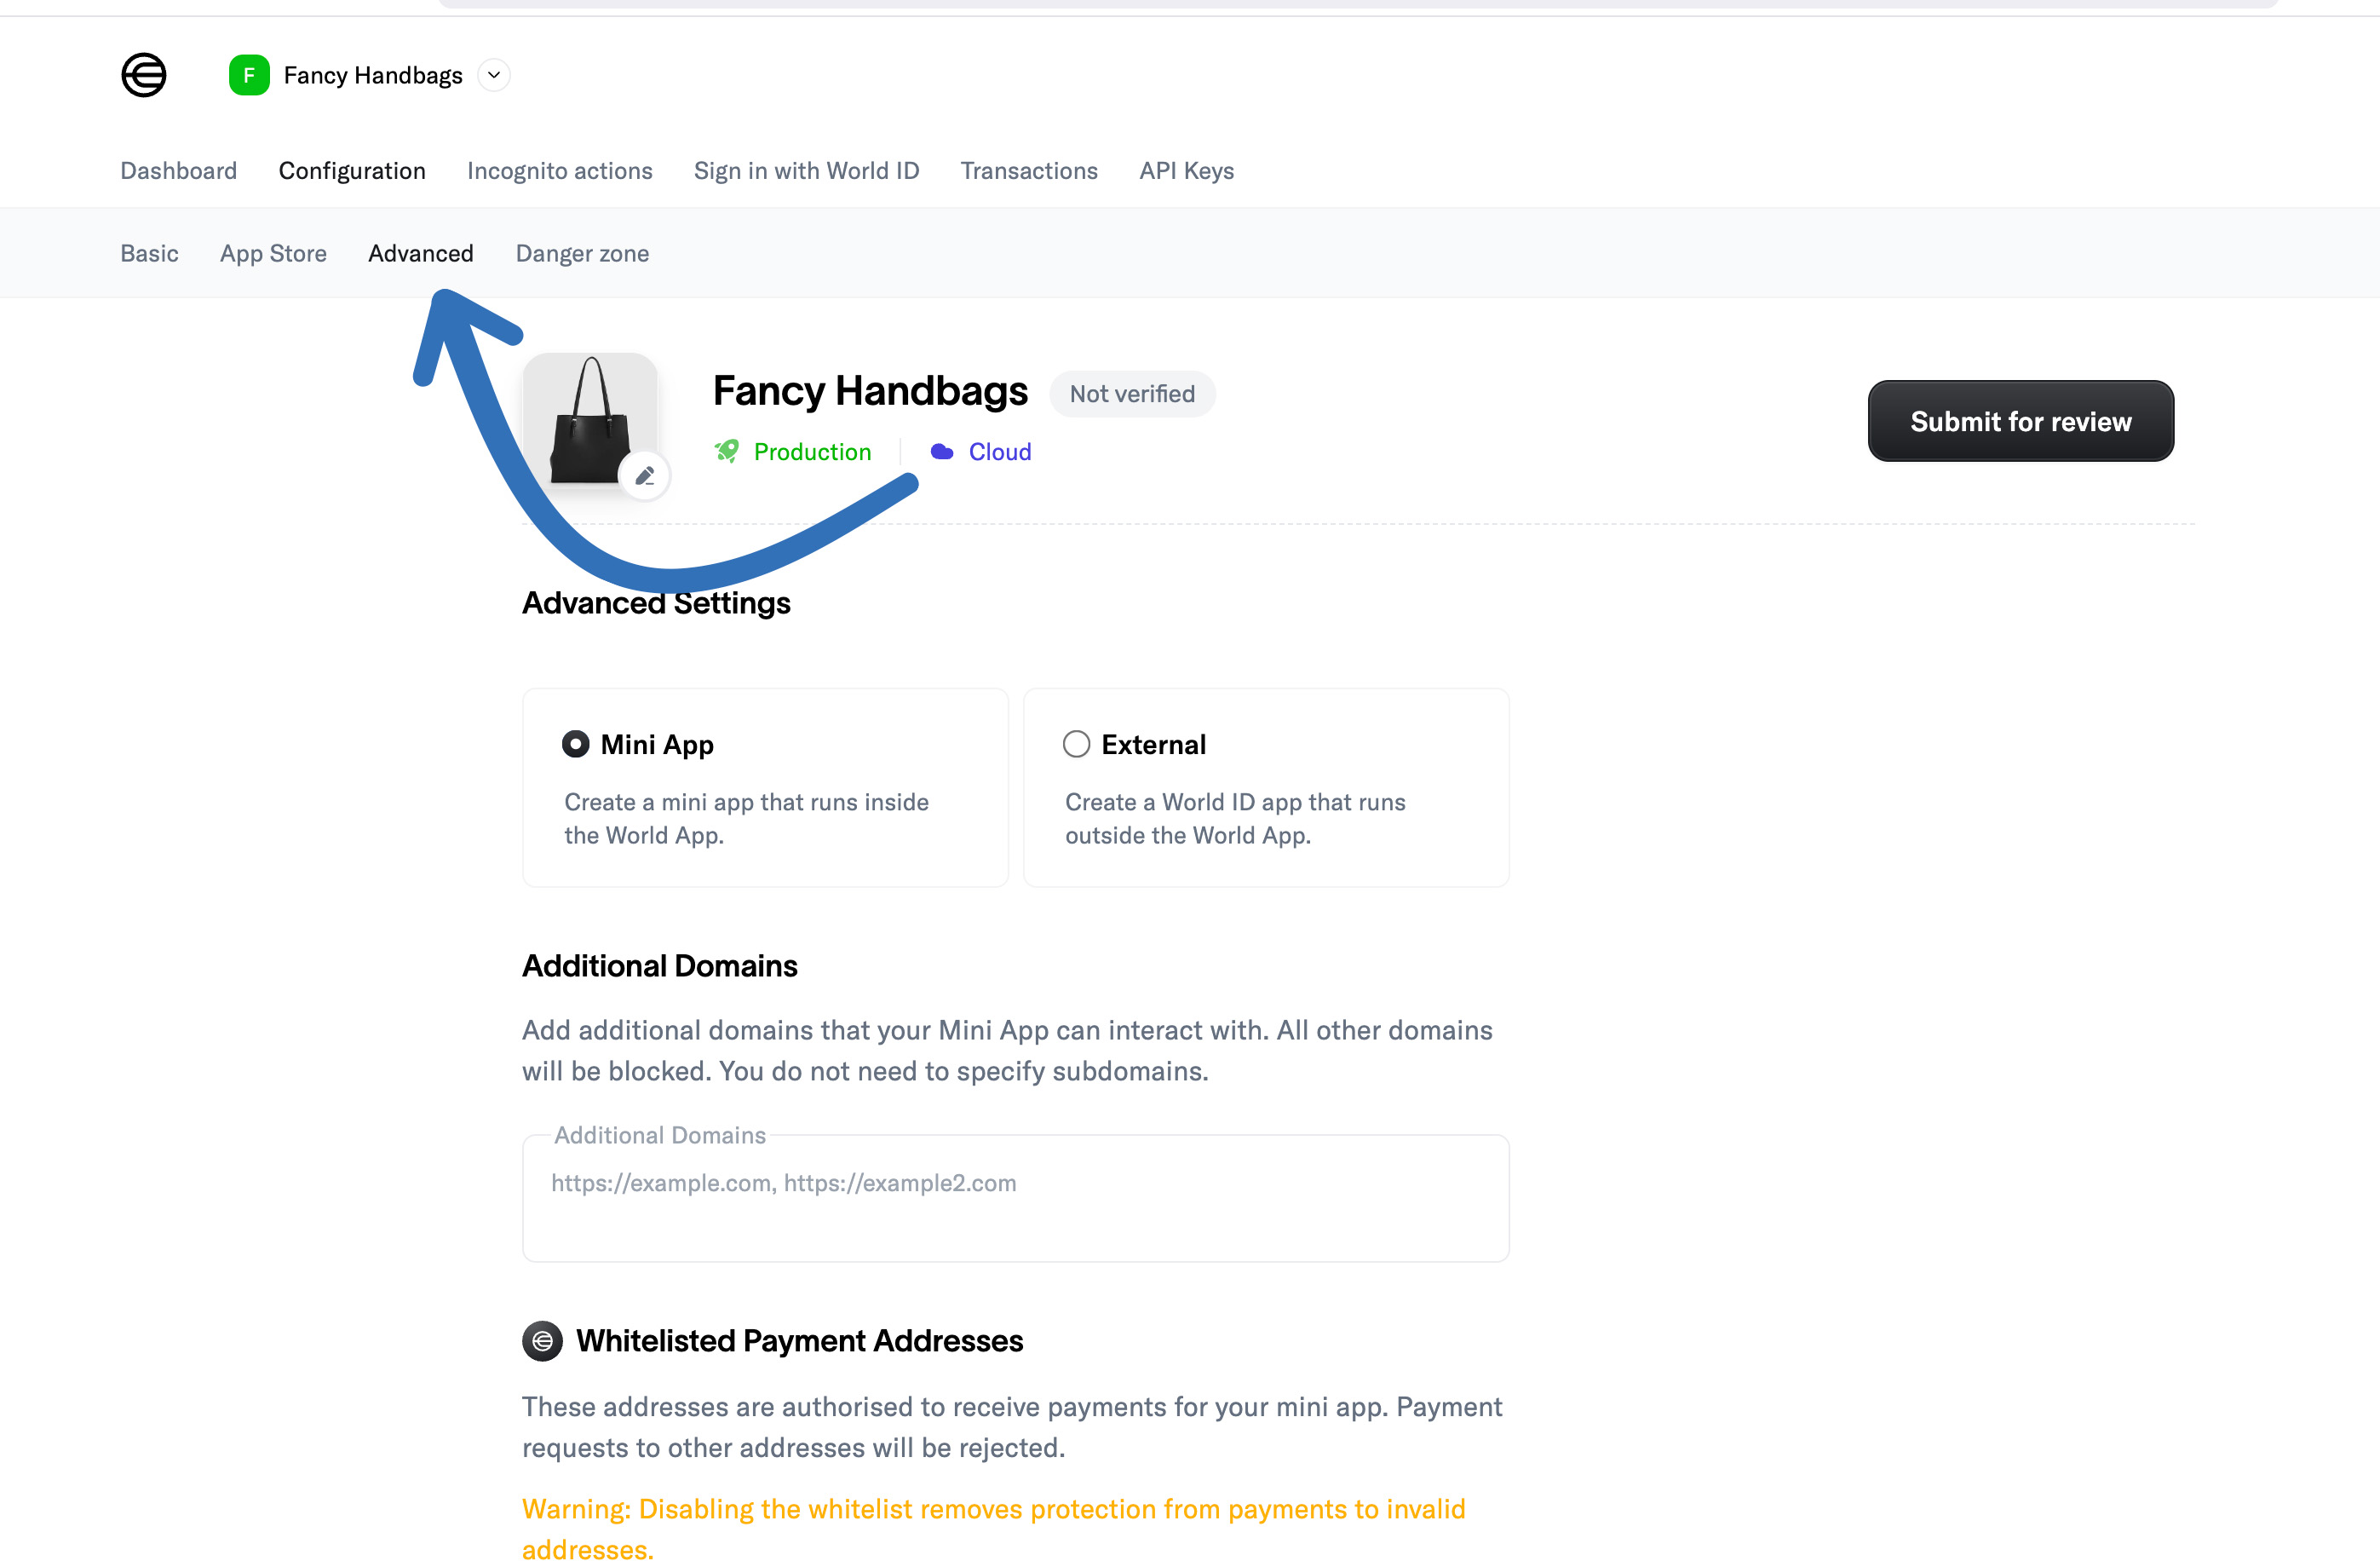 F Fancy Handbags
Dashboard Configuration Incognito actions Sign in with World ID Transactions API Keys
Basic App Store Advanced Danger zone
Fancy Handbags Not verified
Production Cloud
Submit for review
Advanced Settings
Mini App
Create a mini app that runs inside
the World App.
External
Create a World ID app that runs
outside the World App.
Additional Domains
Add additional domains that your Mini App can interact with. All other domains
will be blocked. You do not need to specify subdomains.
Additional Domains
https://example.com, https://example2.com
Whitelisted Payment Addresses
These addresses are authorised to receive payments for your mini app. Payment
requests to other addresses will be rejected.
Warning: Disabling the whitelist removes protection from payments to invalid
addresses.